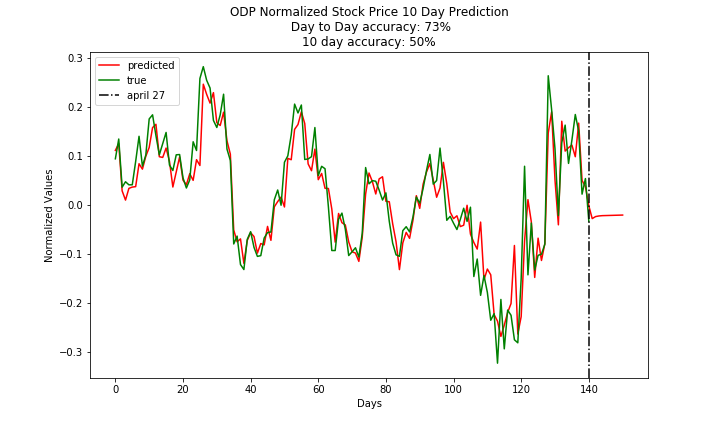 ODP Normalized Stock Price 10 Day Prediction
Day to Day accuracy: 73%
10 day accuracy: 50%
predicted
true
april 27
0.3
0.2
0.1
0.0
−0.1
−0.2
−0.3
Normalized Values
0 20 40 60 80 100 120 140
Days